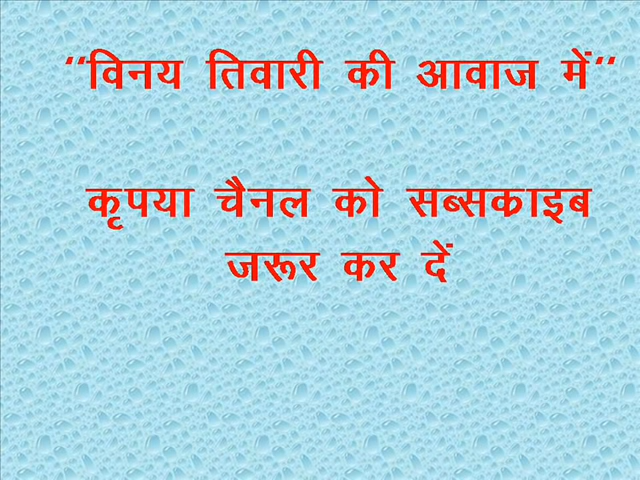 “विनय तिवारी की आवाज में“
कृपया चैनल को सब्सकाइब
जरूर कर दें